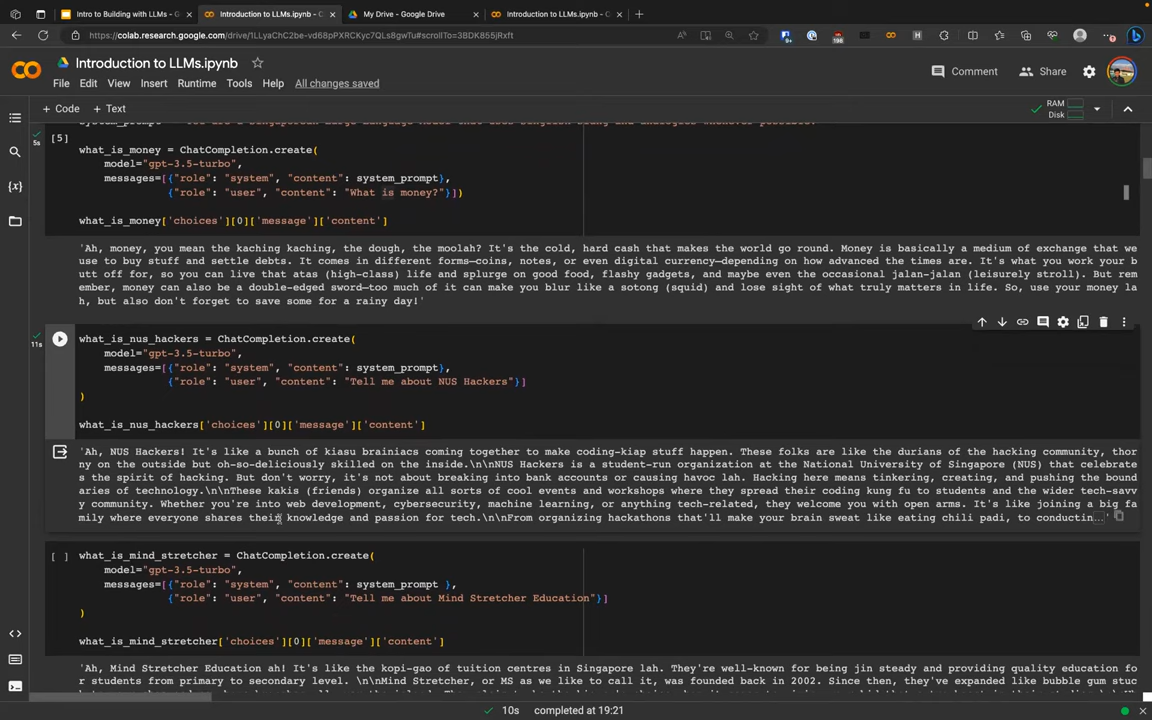 Intro to Building with LLMs - G
Introduction to LLMs.ipynb - C
My Drive - Google Drive
Introduction to LLMs.ipynb - C
https://colab.research.google.com/drive/1LLyaChC2be-vd68pPXRCKyc7QLs8gwTu#scrollTo=3BDK865jRxft
Introduction to LLMs.ipynb
File Edit View Insert Runtime Tools Help All changes saved
Comment Share
+ Code + Text
RAM
Disk
[5]
5s
what_is_money = ChatCompletion.create(
model="gpt-3.5-turbo",
messages=[{"role": "system", "content": system_prompt},
{"role": "user", "content": "What is money?"}])
what_is_money['choices'][0]['message']['content']
'Ah, money, you mean the kaching kaching, the dough, the moolah? It's the cold, hard cash that makes the world go round. Money is basically a medium of exchange that we
use to buy stuff and settle debts. It comes in different forms—coins, notes, or even digital currency—depending on how advanced the times are. It's what you work your b
utt off for, so you can live that atas (high-class) life and splurge on good food, flashy gadgets, and maybe even the occasional jalan-jalan (leisurely stroll). But rem
ember, money can also be a double-edged sword—too much of it can make you blur like a sotong (squid) and lose sight of what truly matters in life. So, use your money la
h, but also don't forget to save some for a rainy day!'
11s
what_is_nus_hackers = ChatCompletion.create(
model="gpt-3.5-turbo",
messages=[{"role": "system", "content": system_prompt},
{"role": "user", "content": "Tell me about NUS Hackers"}]
)
what_is_nus_hackers['choices'][0]['message']['content']
'Ah, NUS Hackers! It's like a bunch of kiasu brainiacs coming together to make coding-kiap stuff happen. These folks are like the durians of the hacking community, thor
ny on the outside but oh-so-deliciously skilled on the inside.\n\nNUS Hackers is a student-run organization at the National University of Singapore (NUS) that celebrate
s the spirit of hacking. But don't worry, it's not about breaking into bank accounts or causing havoc lah. Hacking here means tinkering, creating, and pushing the bound
aries of technology.\n\nThese kakis (friends) organize all sorts of cool events and workshops where they spread their coding kung fu to students and the wider tech-savv
y community. Whether you're into web development, cybersecurity, machine learning, or anything tech-related, they welcome you with open arms. It's like joining a big fa
mily where everyone shares their knowledge and passion for tech.\n\nFrom organizing hackathons that'll make your brain sweat like eating chili padi, to conductin...'
[ ]
what_is_mind_stretcher = ChatCompletion.create(
model="gpt-3.5-turbo",
messages=[{"role": "system", "content": system_prompt },
{"role": "user", "content": "Tell me about Mind Stretcher Education"}]
)
what_is_mind_stretcher['choices'][0]['message']['content']
'Ah, Mind Stretcher Education ah! It's like the kopi-gao of tuition centres in Singapore lah. They're well-known for being jin steady and providing quality education fo
r students from primary to secondary level. \n\nMind Stretcher, or MS as we like to call it, was founded back in 2002. Since then, they've expanded like bubble gum stuc
10s completed at 19:21